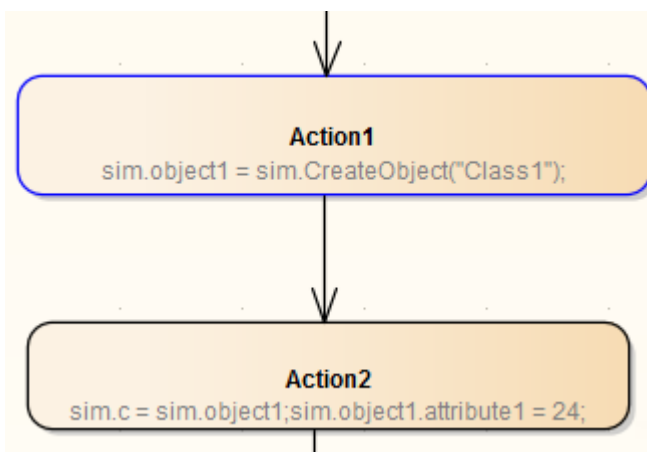 Action1
sim.object1 = sim.CreateObject("Class1");
Action2
sim.c = sim.object1;sim.object1.attribute1 = 24;